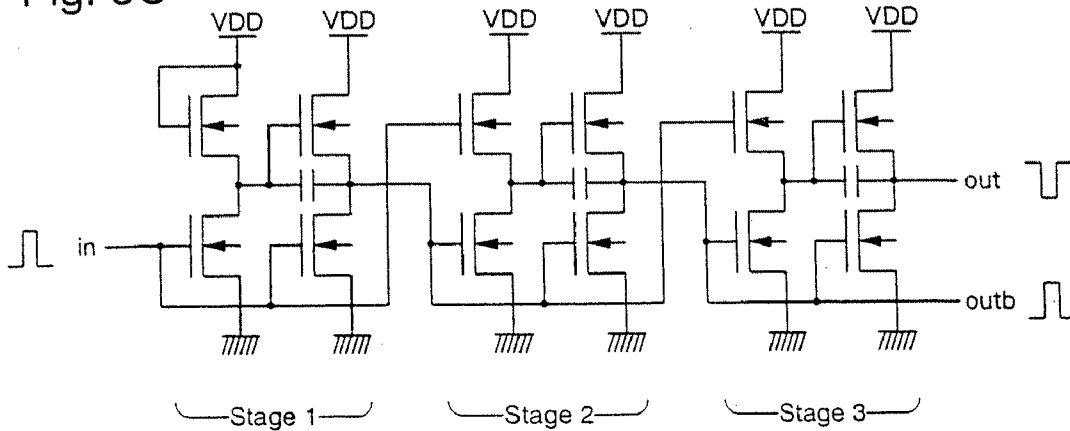 VDD VDD VDD VDD VDD VDD
in
out
outb
Stage 1 Stage 2 Stage 3